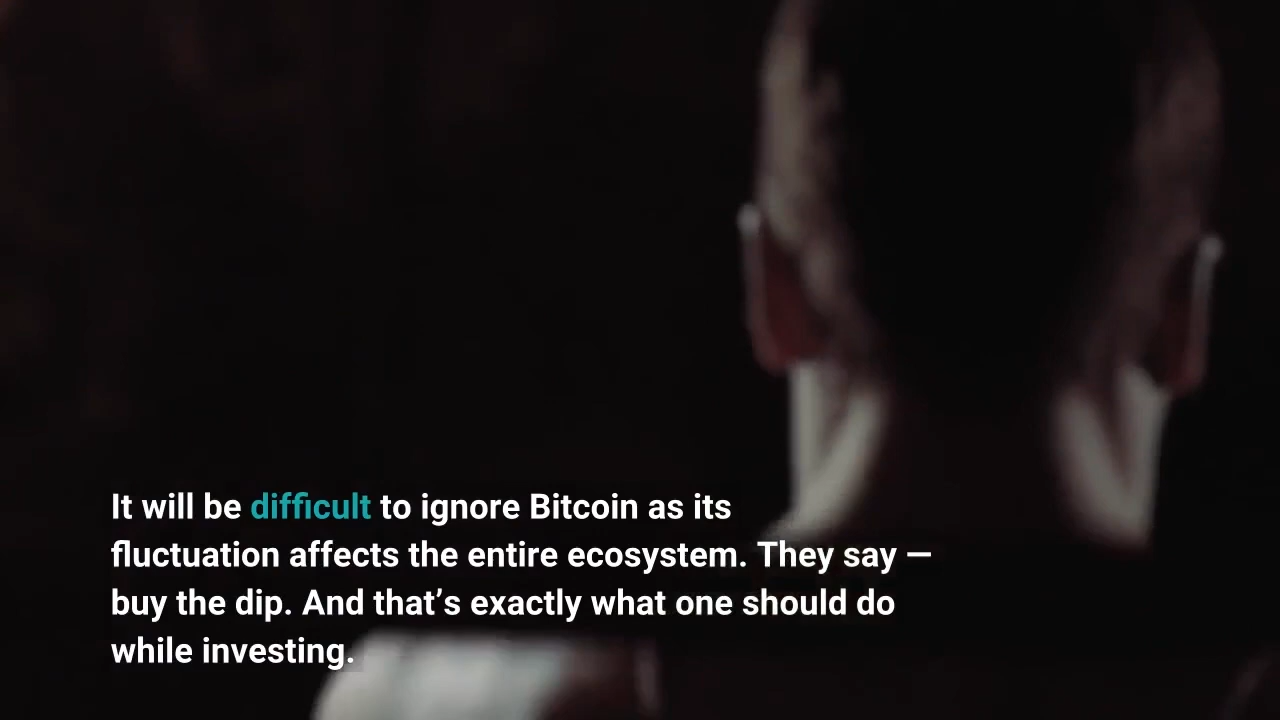 It will be difficult to ignore Bitcoin as its
fluctuation affects the entire ecosystem. They say —
buy the dip. And that’s exactly what one should do
while investing.